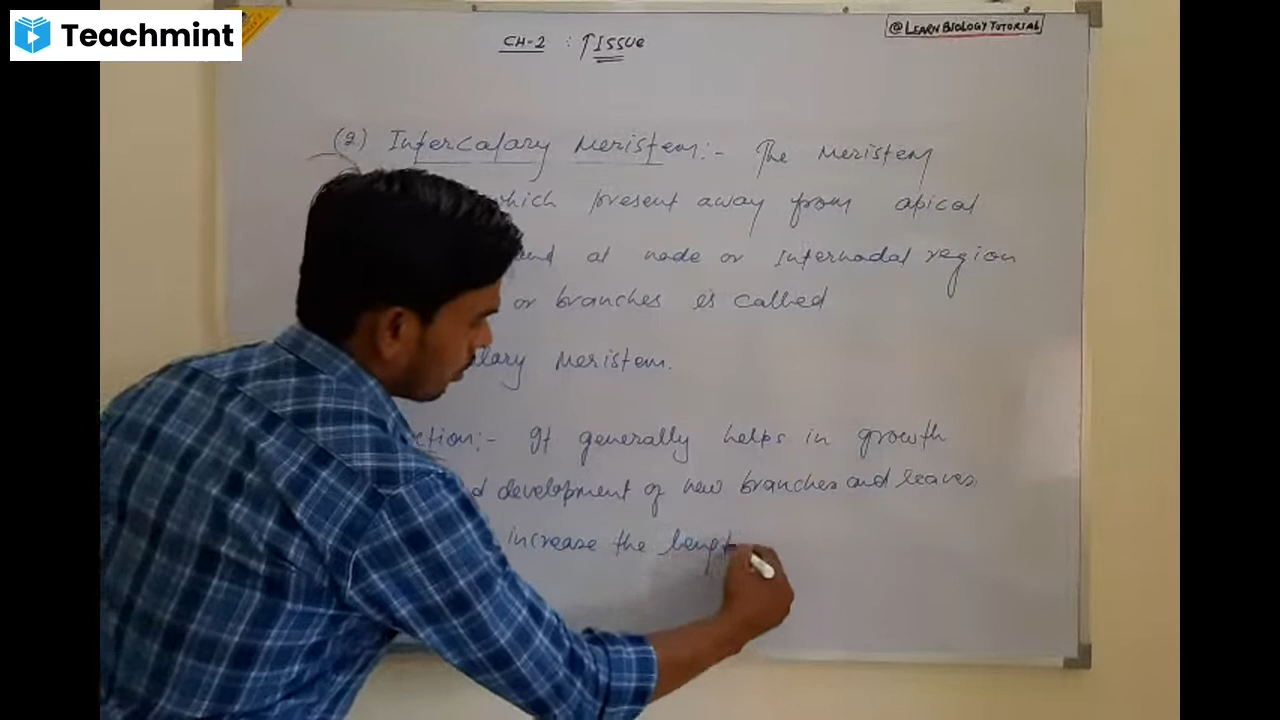 Teachmint
@LEARN BIOLOGY TUTORIAL
CH-2 : TISSUE
(2) Intercalary Meristem:- The Meristem
which present away from apical
and at node or Internodal region
or branches is called
lary Meristem.
ction:- It generally helps in growth
d development of new branches and leaves
increase the lengt